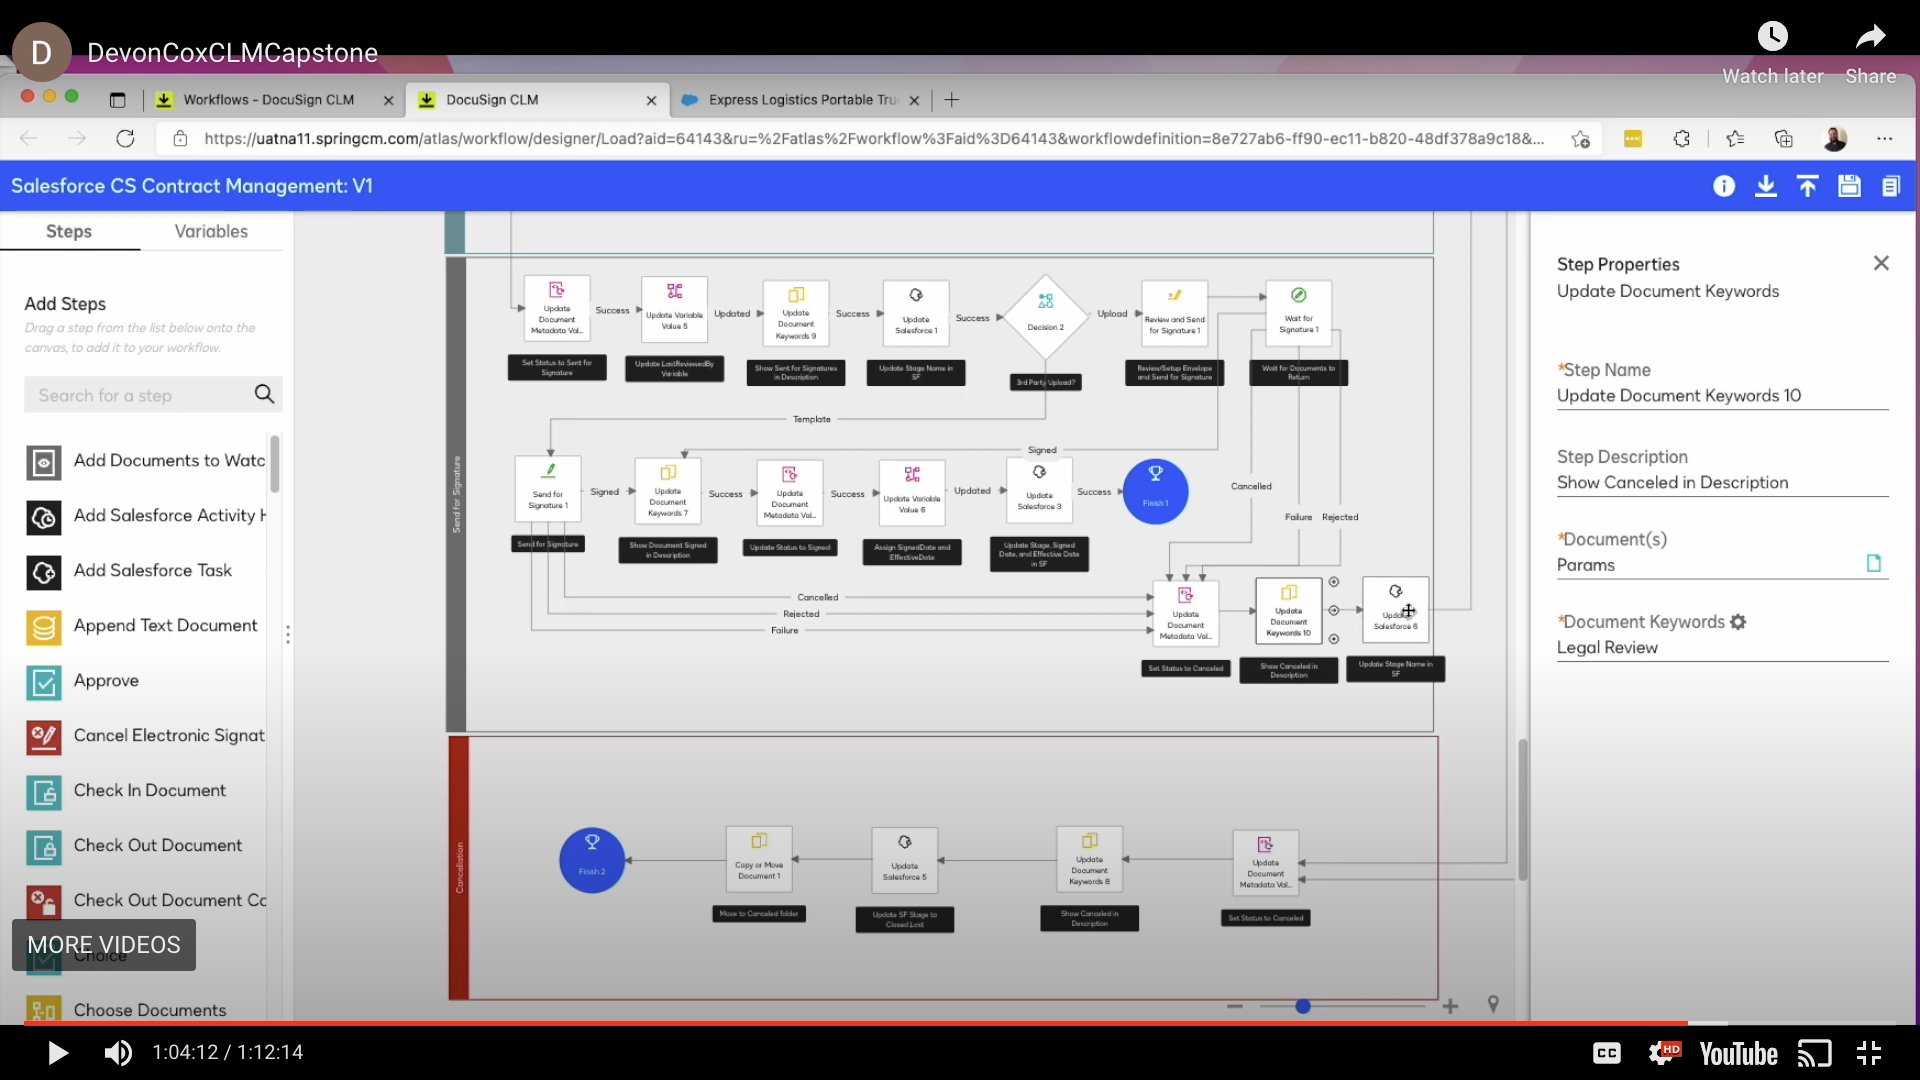 D
DevonCoxCLMCapstone
Watch later
Share
Workflows - DocuSign CLM
DocuSign CLM
Express Logistics Portable Tru
https://uatna11.springcm.com/atlas/workflow/designer/Load?aid=64143&ru=%2Fatlas%2Fworkflow%3Faid%3D64143&workflowdefinition=8e727ab6-ff90-ec11-b820-48df378a9c18&...
Salesforce CS Contract Management: V1
Steps
Variables
Add Steps
Drag a step from the list below onto the
canvas, to add it to your workflow.
Search for a step
Add Documents to Watc
Add Salesforce Activity H
Add Salesforce Task
Append Text Document
Approve
Cancel Electronic Signat
Check In Document
Check Out Document
Check Out Document Cc
Choice
Choose Documents
MORE VIDEOS
Send for Signature
Update
Document
Metadata Val...
Set Status to Sent for
Signature
Success
Update Variable
Value 5
Update LastReviewedBy
Variable
Updated
Update
Document
Keywords 9
Show Sent for Signatures
in Description
Success
Update
Salesforce 1
Update Stage Name in
SF
Success
Decision 2
3rd Party Upload?
Upload
Review and Send
for Signature 1
Review/Setup Envelope
and Send for Signature
Wait for
Signature 1
Wait for Documents to
Return
Template
Signed
Send for
Signature 1
Send for Signature
Signed
Update
Document
Keywords 7
Show Document Signed
in Description
Success
Update
Document
Metadata Val...
Update Status to Signed
Success
Update Variable
Value 6
Assign SignedDate and
EffectiveDate
Updated
Update
Salesforce 3
Update Stage, Signed
Date, and Effective Date
in SF
Success
Finish 1
Cancelled
Failure
Rejected
Cancelled
Rejected
Failure
Update
Document
Metadata Val...
Set Status to Canceled
Update
Document
Keywords 10
Show Canceled in
Description
Update
Salesforce 6
Update Stage Name in
SF
Cancellation
Finish 2
Copy or Move
Document 1
Move to Canceled folder
Update
Salesforce 5
Update SF Stage to
Closed Lost
Update
Document
Keywords 8
Show Canceled in
Description
Update
Document
Metadata Val...
Set Status to Canceled
Step Properties
Update Document Keywords
*Step Name
Update Document Keywords 10
Step Description
Show Canceled in Description
*Document(s)
Params
*Document Keywords
Legal Review
1:04:12 / 1:12:14
CC
HD
YouTube